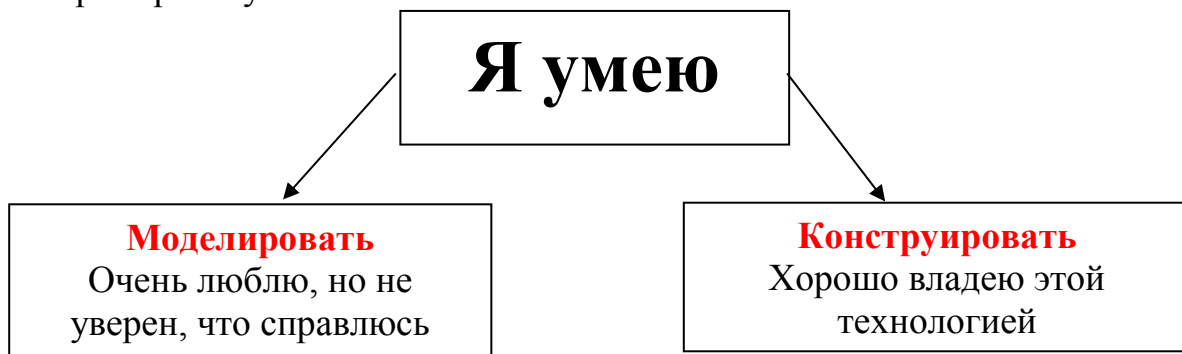 Я умею
Моделировать
Очень люблю, но не
уверен, что справлюсь
Конструировать
Хорошо владею этой
технологией